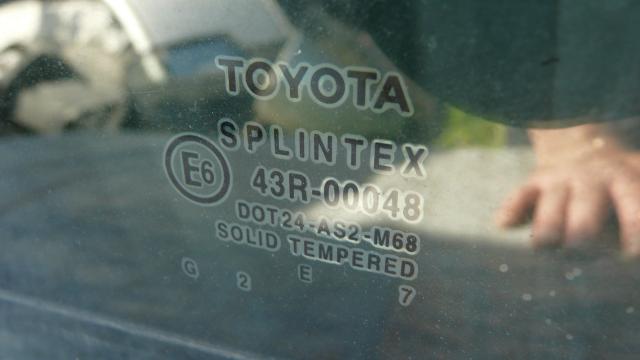 TOYOTA
SPLINTEX
E6 43R-00048
DOT24-AS2-M68
SOLID TEMPERED
G 2 E 7